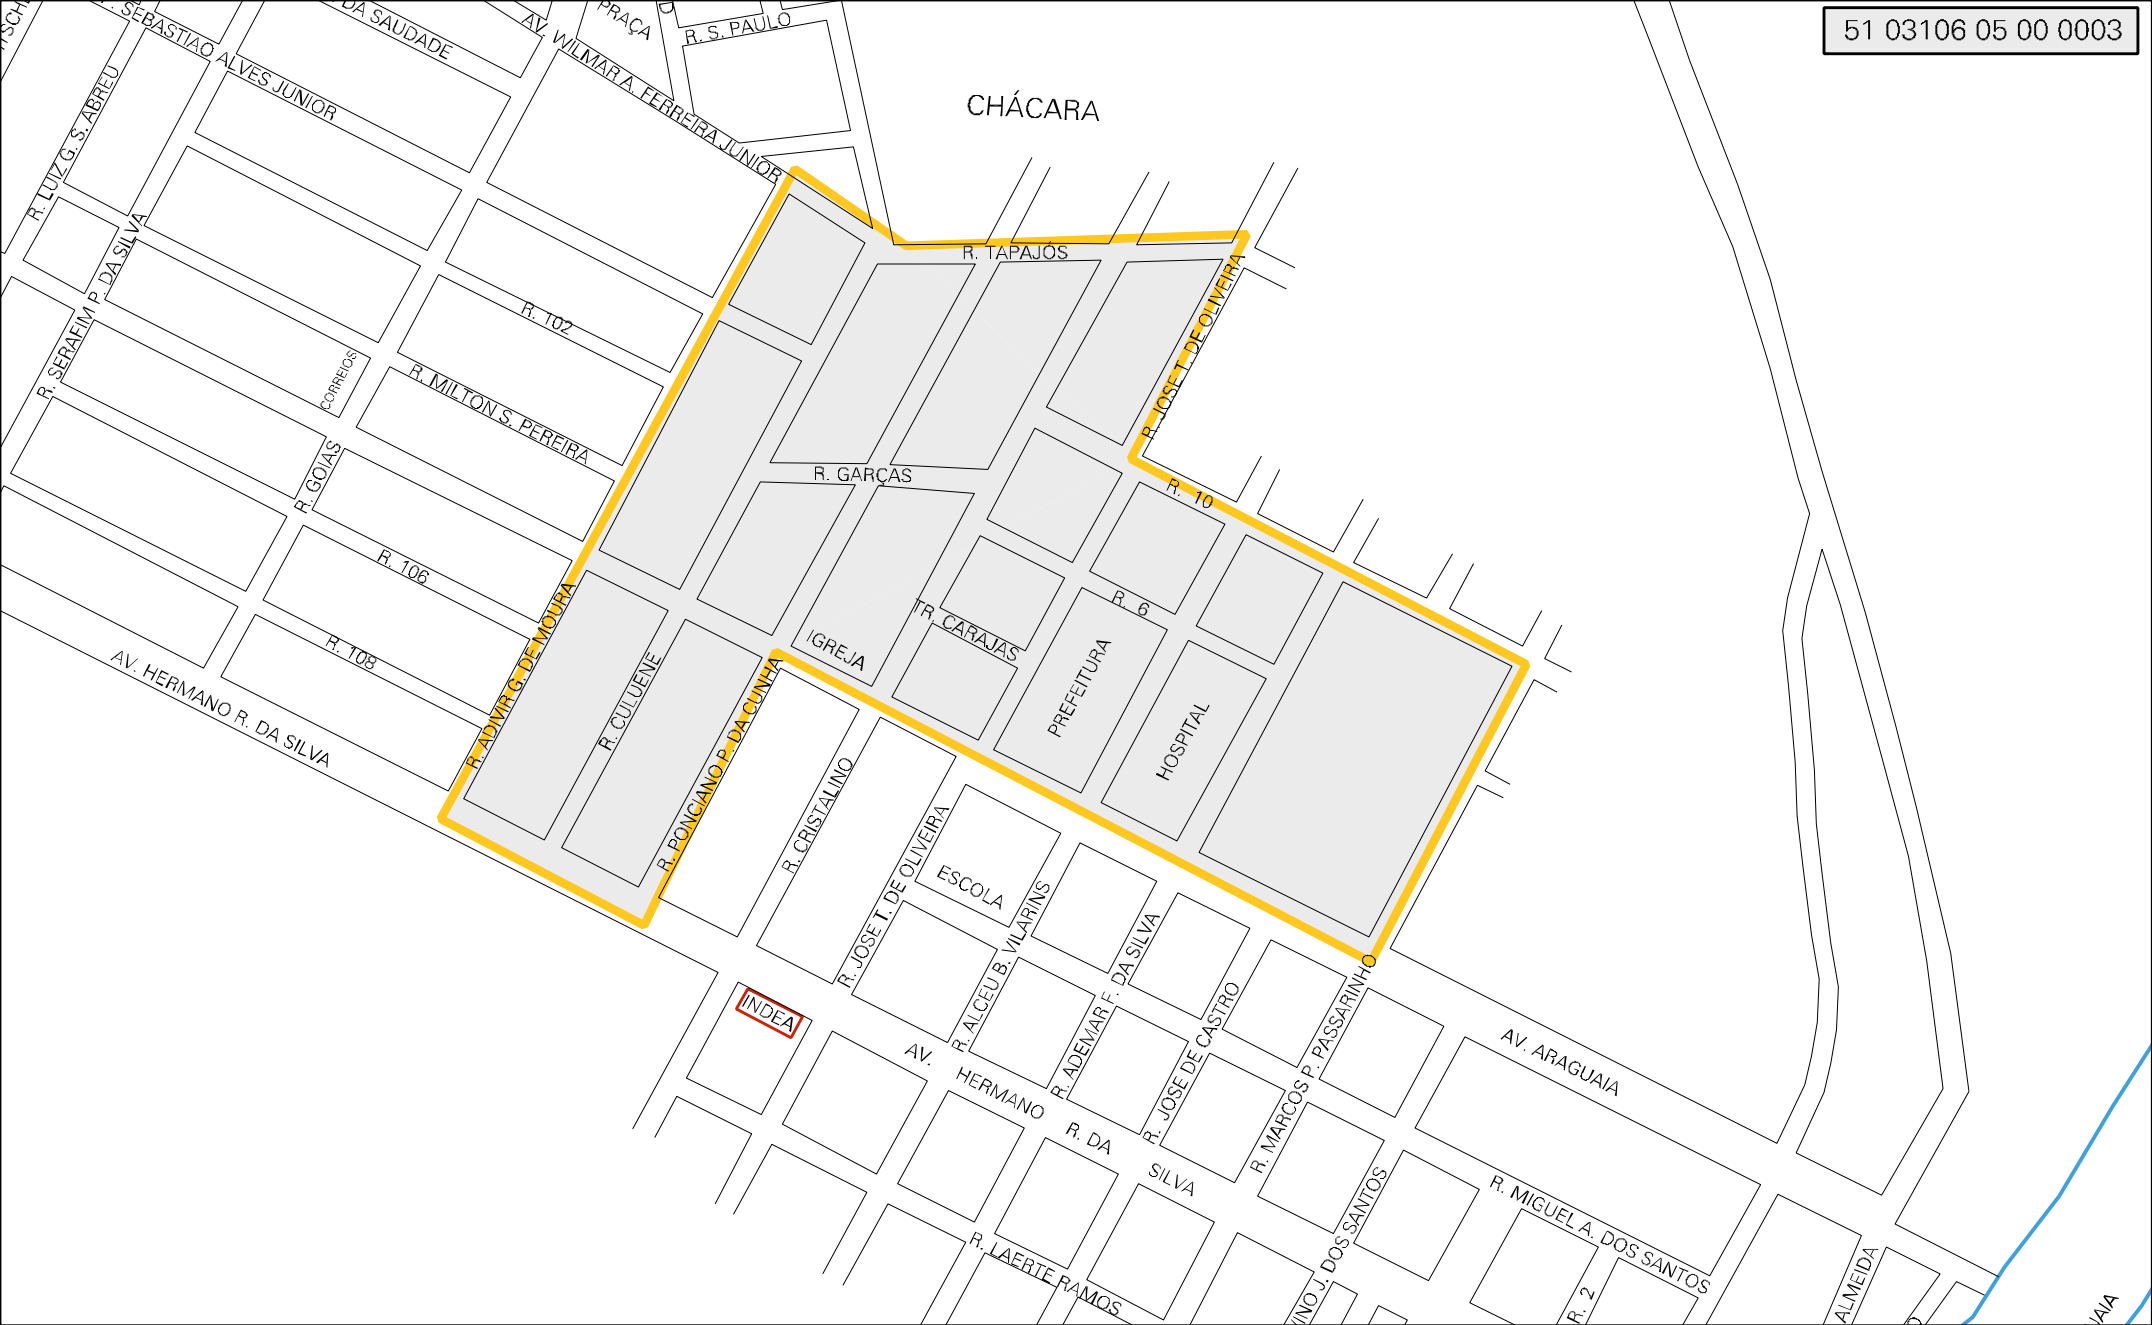 51 03106 05 00 0003
SEBASTIAO ALVES JUNIOR
DA SAUDADE
AV. WILMAR A. FERREIRA JUNIOR
PRAÇA
R. S. PAULO
CHÁCARA
R. LUIZ G. S. ABREU
R. SERAFIM P. DA SILVA
R. TAPAJÓS
R. JOSE T. DE OLIVEIRA
R. 102
CORREIOS
R. MILTON S. PEREIRA
R. GOIAS
R. GARÇAS
R. 10
R. 106
R. 6
TR. CARAJAS
IGREJA
PREFEITURA
HOSPITAL
R. 108
R. ADIVIR G. DE MOURA
R. CULUENE
R. PONCIANO P. DA CUNHA
AV. HERMANO R. DA SILVA
R. CRISTALINO
R. JOSE T. DE OLIVEIRA
ESCOLA
R. ALCEU B. VILARINS
R. ADEMAR F. DA SILVA
R. JOSE DE CASTRO
R. MARCOS P. PASSARINHO
INDEA
AV. HERMANO R. DA SILVA
AV. ARAGUAIA
R. MIGUEL A. DOS SANTOS
VINO J. DOS SANTOS
R. LAERTE RAMOS
R. 2
ALMEIDA